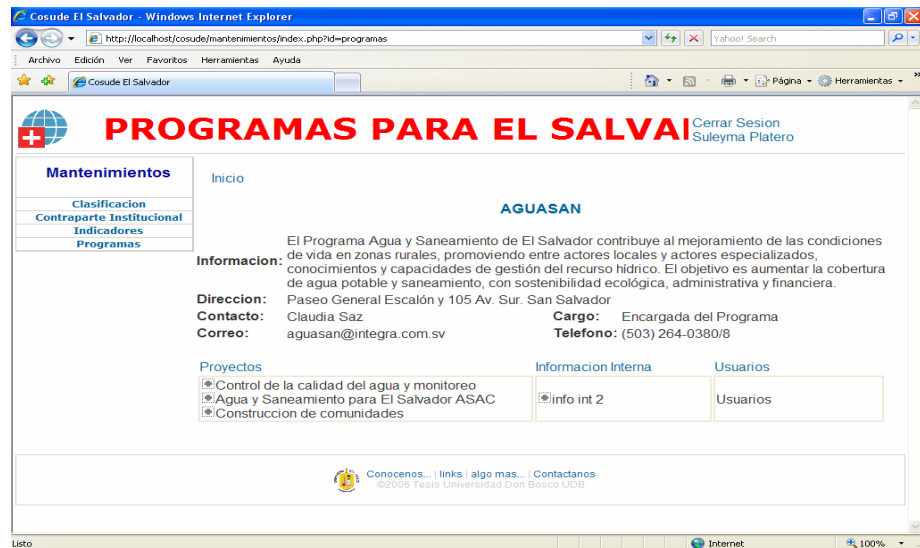 Cosude El Salvador - Windows Internet Explorer
http://localhost/cosude/mantenimientos/index.php?id=programas
Yahoo! Search
Archivo Edición Ver Favoritos Herramientas Ayuda
Cosude El Salvador
Página Herramientas
PROGRAMAS PARA EL SALVA
Cerrar Sesion
Suleyma Platero
Mantenimientos
Clasificacion
Contraparte Institucional
Indicadores
Programas
Inicio
AGUASAN
Informacion:
El Programa Agua y Saneamiento de El Salvador contribuye al mejoramiento de las condiciones
de vida en zonas rurales, promoviendo entre actores locales y actores especializados,
conocimientos y capacidades de gestión del recurso hídrico. El objetivo es aumentar la cobertura
de agua potable y saneamiento, con sostenibilidad ecológica, administrativa y financiera.
Direccion: Paseo General Escalón y 105 Av. Sur. San Salvador
Contacto: Claudia Saz Cargo: Encargada del Programa
Correo: aguasan@integra.com.sv Telefono: (503) 264-0380/8
Proyectos Informacion Interna Usuarios
Control de la calidad del agua y monitoreo
Agua y Saneamiento para El Salvador ASAC
Construccion de comunidades
info int 2
Usuarios
Conocenos... | links | algo mas... | Contactanos
©2006 Tesis Universidad Don Bosco UDB
Listo Internet 100%